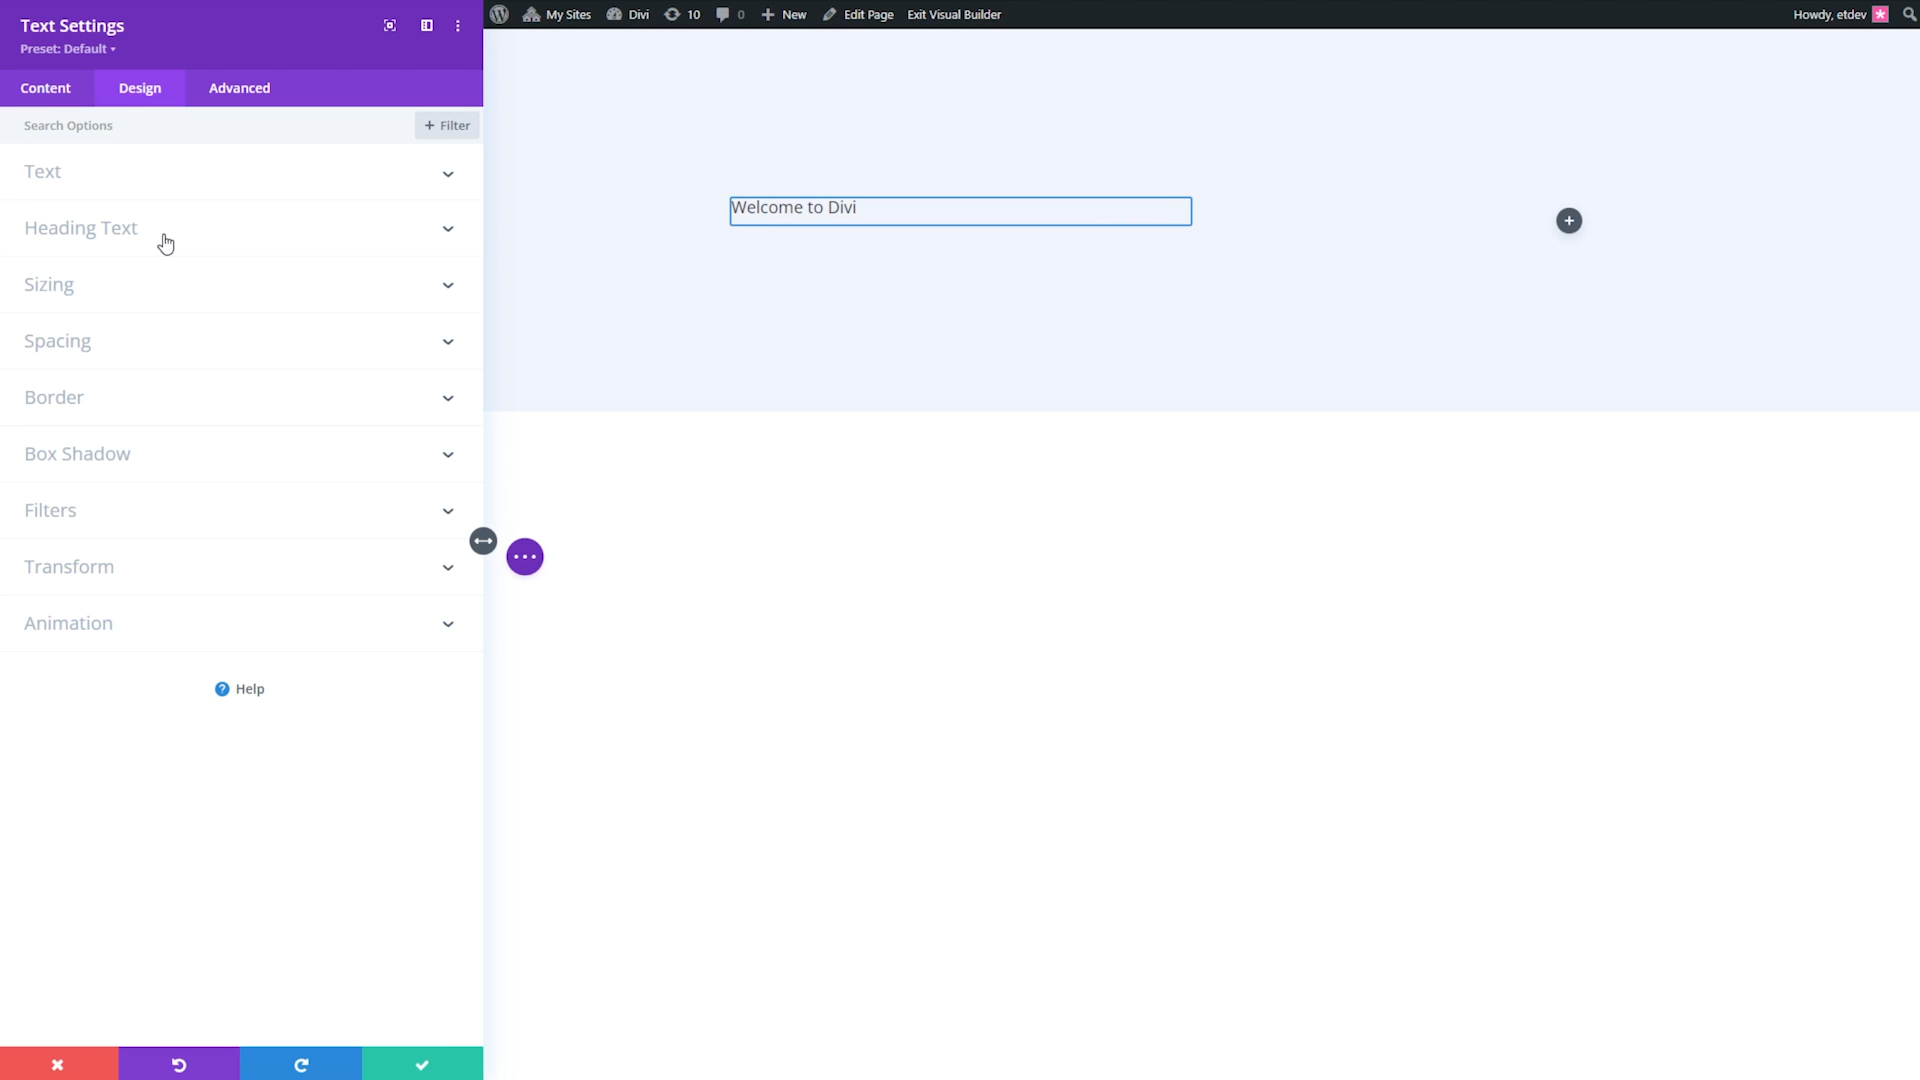 Text Settings
Preset: Default
My Sites
Divi
10
0
New
Edit Page
Exit Visual Builder
Howdy, etdev
Content
Design
Advanced
Search Options
+ Filter
Text
Heading Text
Sizing
Spacing
Border
Box Shadow
Filters
Transform
Animation
? Help
Welcome to Divi